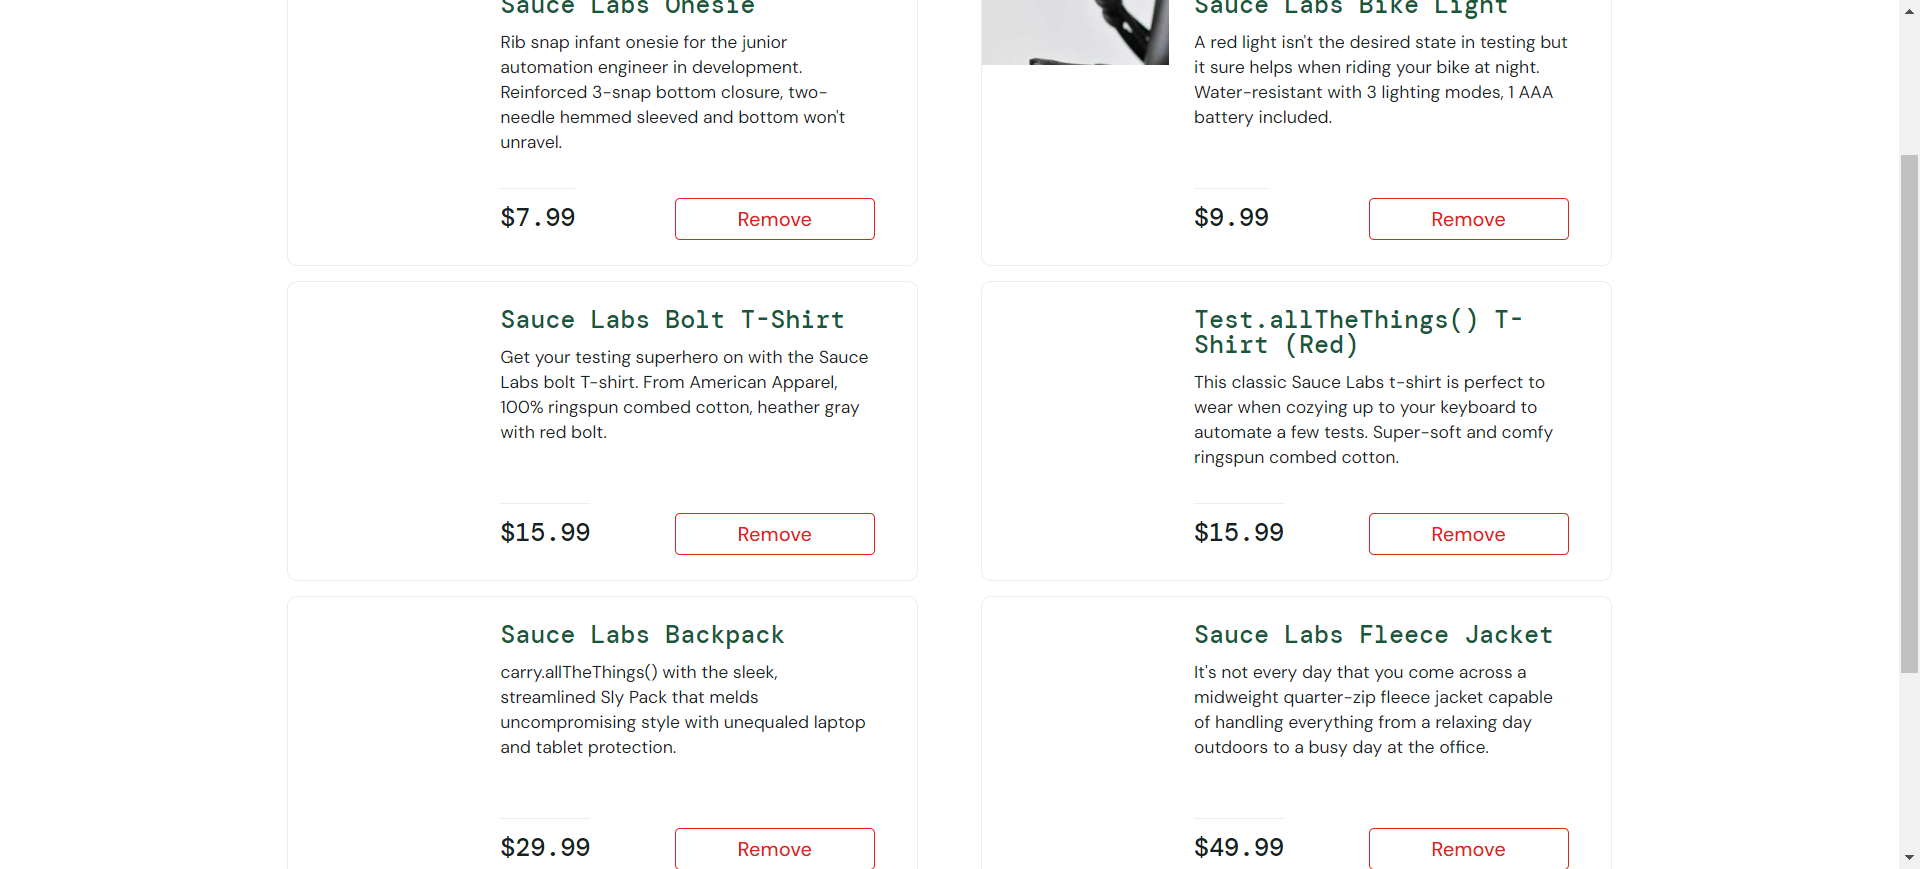 Sauce Labs Onesie
Rib snap infant onesie for the junior
automation engineer in development.
Reinforced 3-snap bottom closure, two-
needle hemmed sleeved and bottom won't
unravel.
$7.99
Remove
Sauce Labs Bike Light
A red light isn't the desired state in testing but
it sure helps when riding your bike at night.
Water-resistant with 3 lighting modes, 1 AAA
battery included.
$9.99
Remove
Sauce Labs Bolt T-Shirt
Get your testing superhero on with the Sauce
Labs bolt T-shirt. From American Apparel,
100% ringspun combed cotton, heather gray
with red bolt.
$15.99
Remove
Test.allTheThings() T-
Shirt (Red)
This classic Sauce Labs t-shirt is perfect to
wear when cozying up to your keyboard to
automate a few tests. Super-soft and comfy
ringspun combed cotton.
$15.99
Remove
Sauce Labs Backpack
carry.allTheThings() with the sleek,
streamlined Sly Pack that melds
uncompromising style with unequaled laptop
and tablet protection.
$29.99
Remove
Sauce Labs Fleece Jacket
It's not every day that you come across a
midweight quarter-zip fleece jacket capable
of handling everything from a relaxing day
outdoors to a busy day at the office.
$49.99
Remove